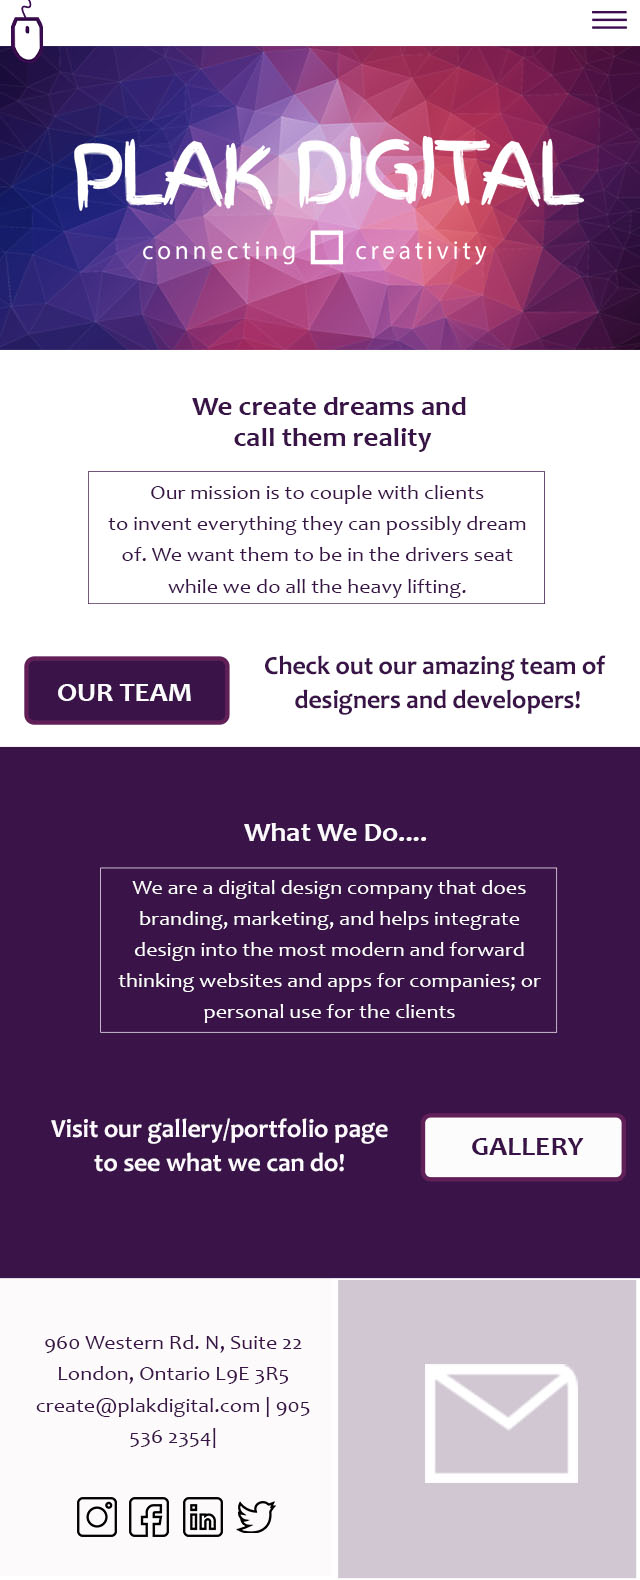 PLAK DIGITAL
connecting creativity
We create dreams and
call them reality
Our mission is to couple with clients
to invent everything they can possibly dream
of. We want them to be in the drivers seat
while we do all the heavy lifting.
OUR TEAM
Check out our amazing team of
designers and developers!
What We Do....
We are a digital design company that does
branding, marketing, and helps integrate
design into the most modern and forward
thinking websites and apps for companies; or
personal use for the clients
Visit our gallery/portfolio page
to see what we can do!
GALLERY
960 Western Rd. N, Suite 22
London, Ontario L9E 3R5
create@plakdigital.com | 905
536 2354|
in